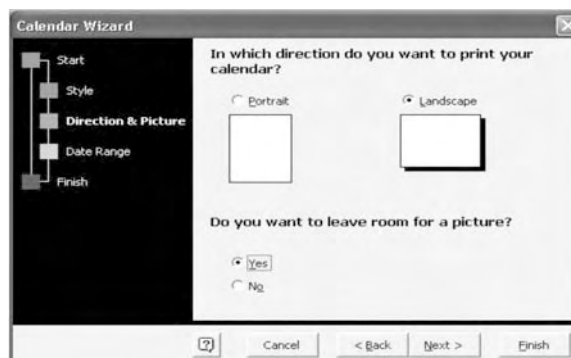 Calendar Wizard
Start
Style
Direction & Picture
Date Range
Finish
In which direction do you want to print your
calendar?
Portrait
Landscape
Do you want to leave room for a picture?
Yes
No
Cancel
< Back
Next >
Finish